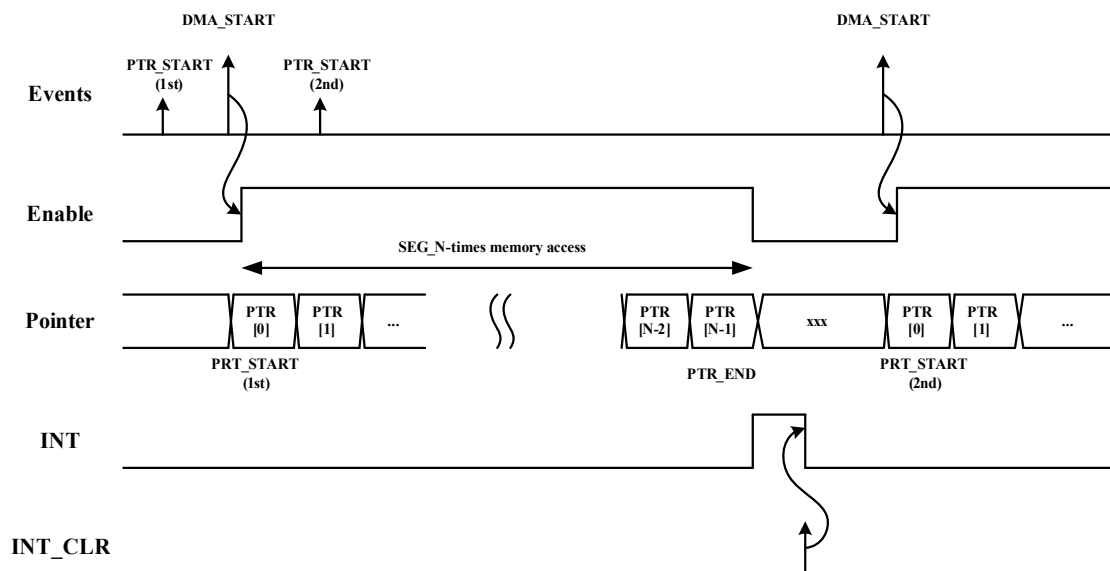 DMA_START
DMA_START
PTR_START
(1st)
PTR_START
(2nd)
Events
Enable
SEG_N-times memory access
Pointer
PTR
[0]
PTR
[1]
...
PTR
[N-2]
PTR
[N-1]
xxx
PTR
[0]
PTR
[1]
...
PRT_START
(1st)
PTR_END
PRT_START
(2nd)
INT
INT_CLR